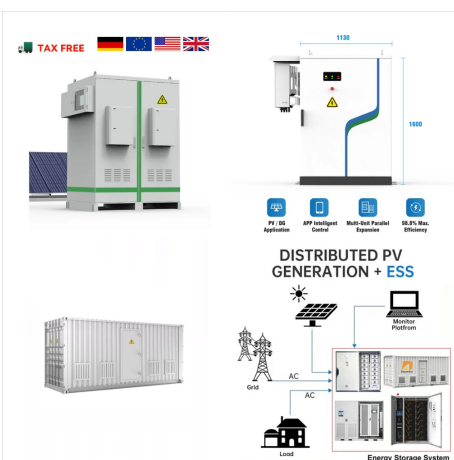 TAX FREE
1130
1800
PV / DG
Application
APP Intelligent
Control
Multi-Unit Parallel
Expansion
98.8% Max.
Efficiency
DISTRIBUTED PV
GENERATION + ESS
Monitor
Platfrom
Grid
AC
AC
Load
Energy Storage System